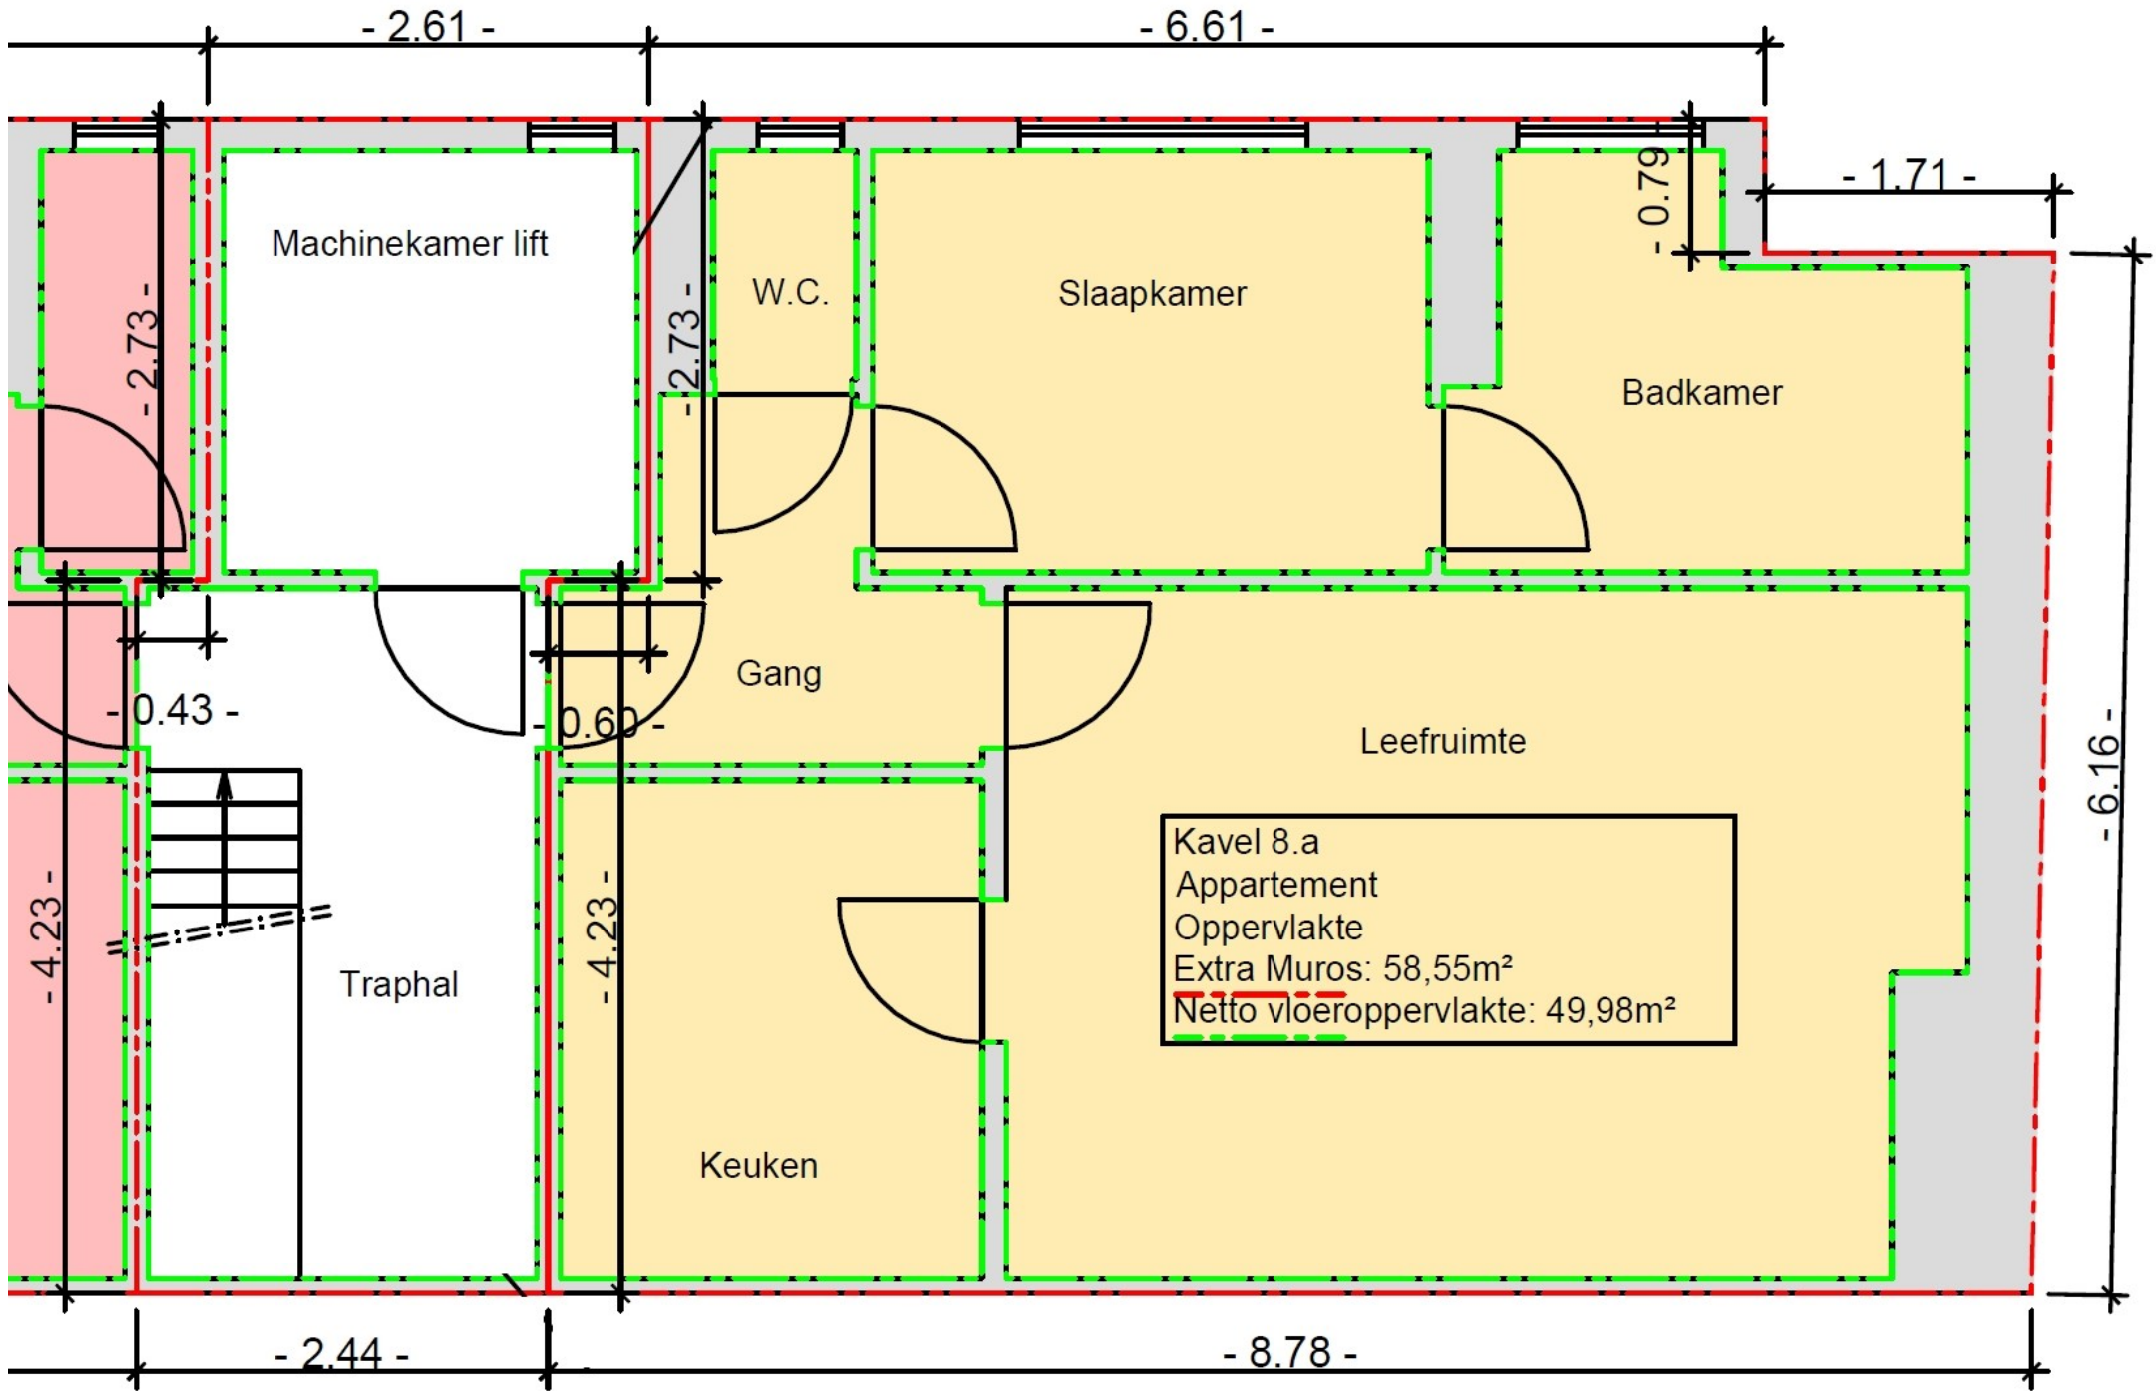 - 2.61 -
- 6.61 -
- 0.79 -
- 1.71 -
Machinekamer lift
W.C.
Slaapkamer
- 2.73 -
- 2.73 -
Badkamer
- 0.43 -
- 0.60 -
Gang
Leefruimte
- 6.16 -
Kavel 8.a
Appartement
Oppervlakte
Extra Muros: 58,55m²
Netto vloeroppervlakte: 49,98m²
- 4.23 -
- 4.23 -
Traphal
Keuken
- 2.44 -
- 8.78 -